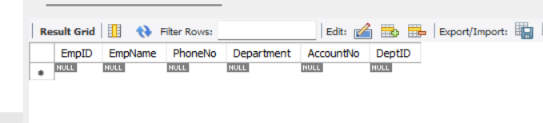 Result Grid Filter Rows: Edit: Export/Import:
EmpID EmpName PhoneNo Department AccountNo DeptID
NULL NULL NULL NULL NULL NULL